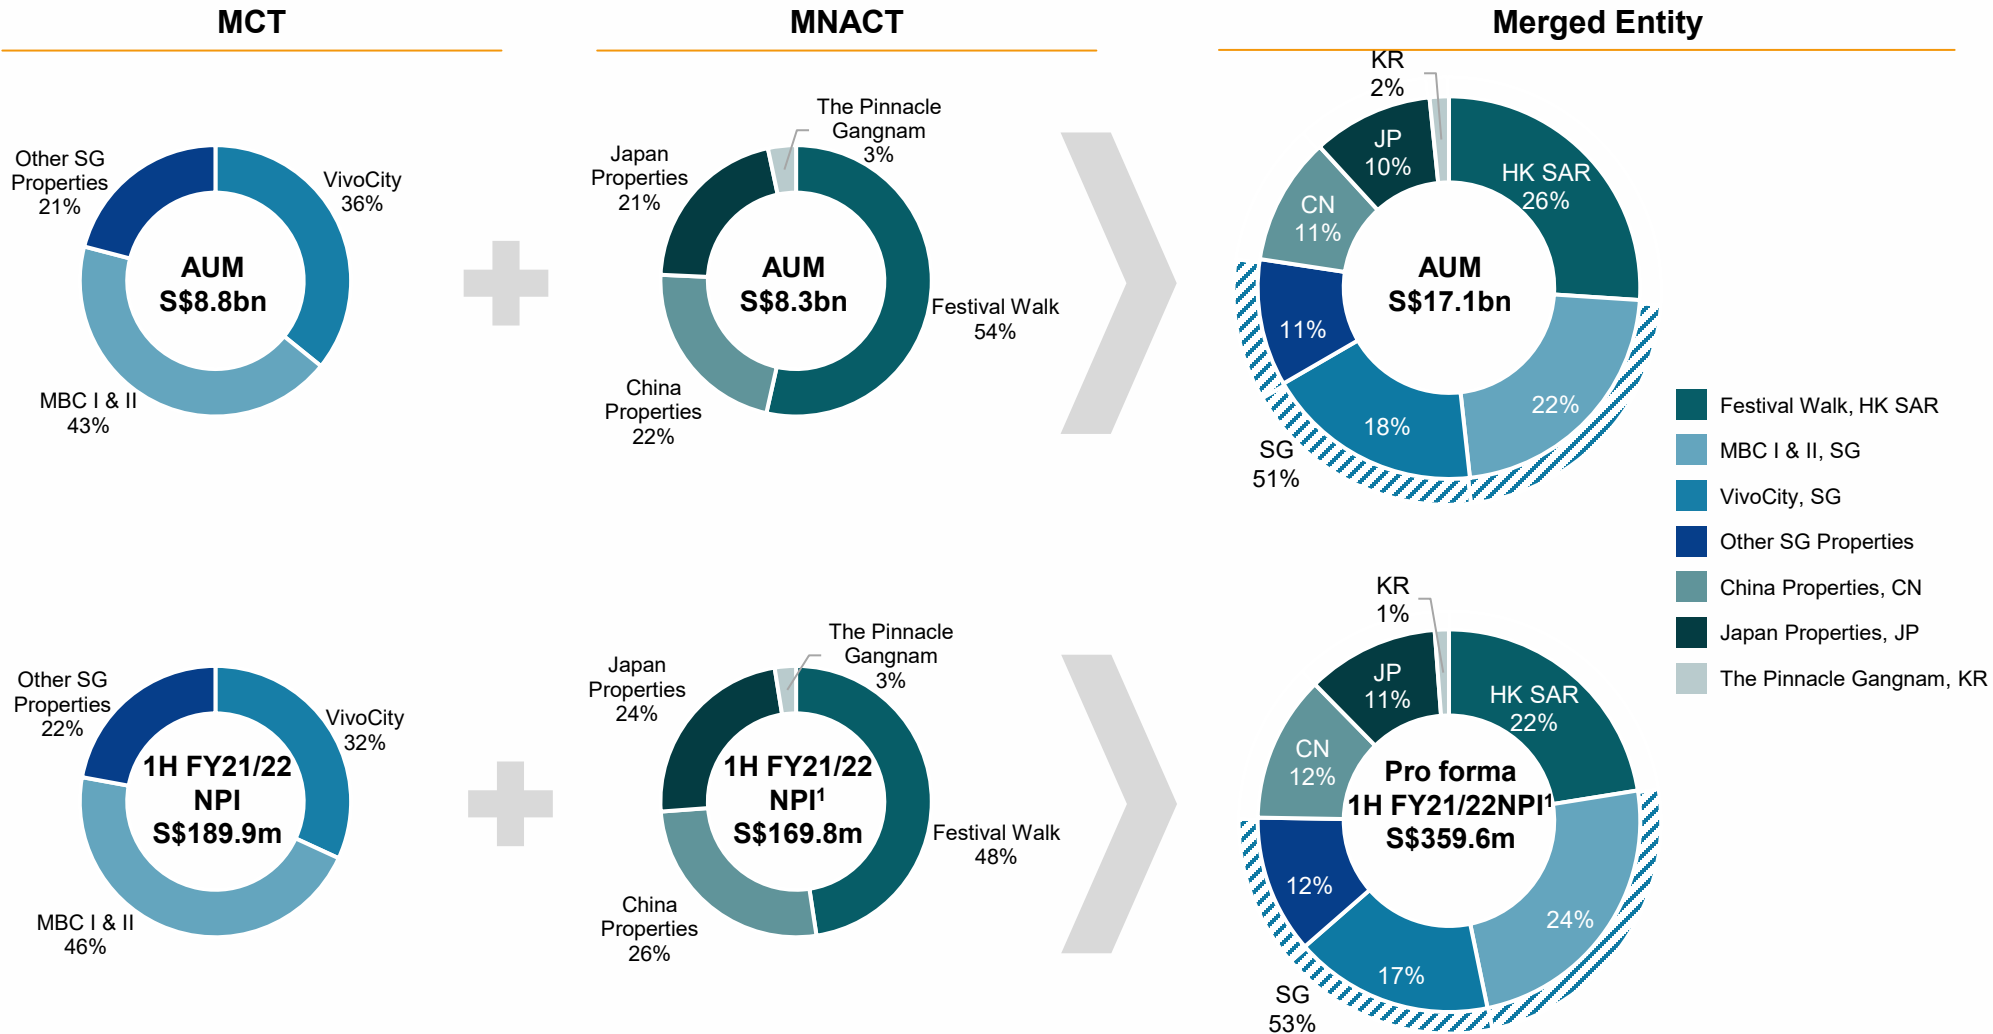 MCT
MNACT
Merged Entity
Other SG
Properties
21%
VivoCity
36%
AUM
S$8.8bn
MBC I & II
43%
The Pinnacle
Gangnam
3%
Japan
Properties
21%
AUM
S$8.3bn
Festival Walk
54%
China
Properties
22%
KR
2%
JP
10%
HK SAR
26%
CN
11%
AUM
S$17.1bn
11%
22%
18%
SG
51%
Festival Walk, HK SAR
MBC I & II, SG
VivoCity, SG
Other SG Properties
China Properties, CN
Japan Properties, JP
The Pinnacle Gangnam, KR
Other SG
Properties
22%
VivoCity
32%
1H FY21/22
NPI
S$189.9m
MBC I & II
46%
The Pinnacle
Gangnam
3%
Japan
Properties
24%
1H FY21/22
NPI¹
S$169.8m
Festival Walk
48%
China
Properties
26%
KR
1%
JP
11%
HK SAR
22%
CN
12%
Pro forma
1H FY21/22NPI¹
S$359.6m
12%
24%
17%
SG
53%